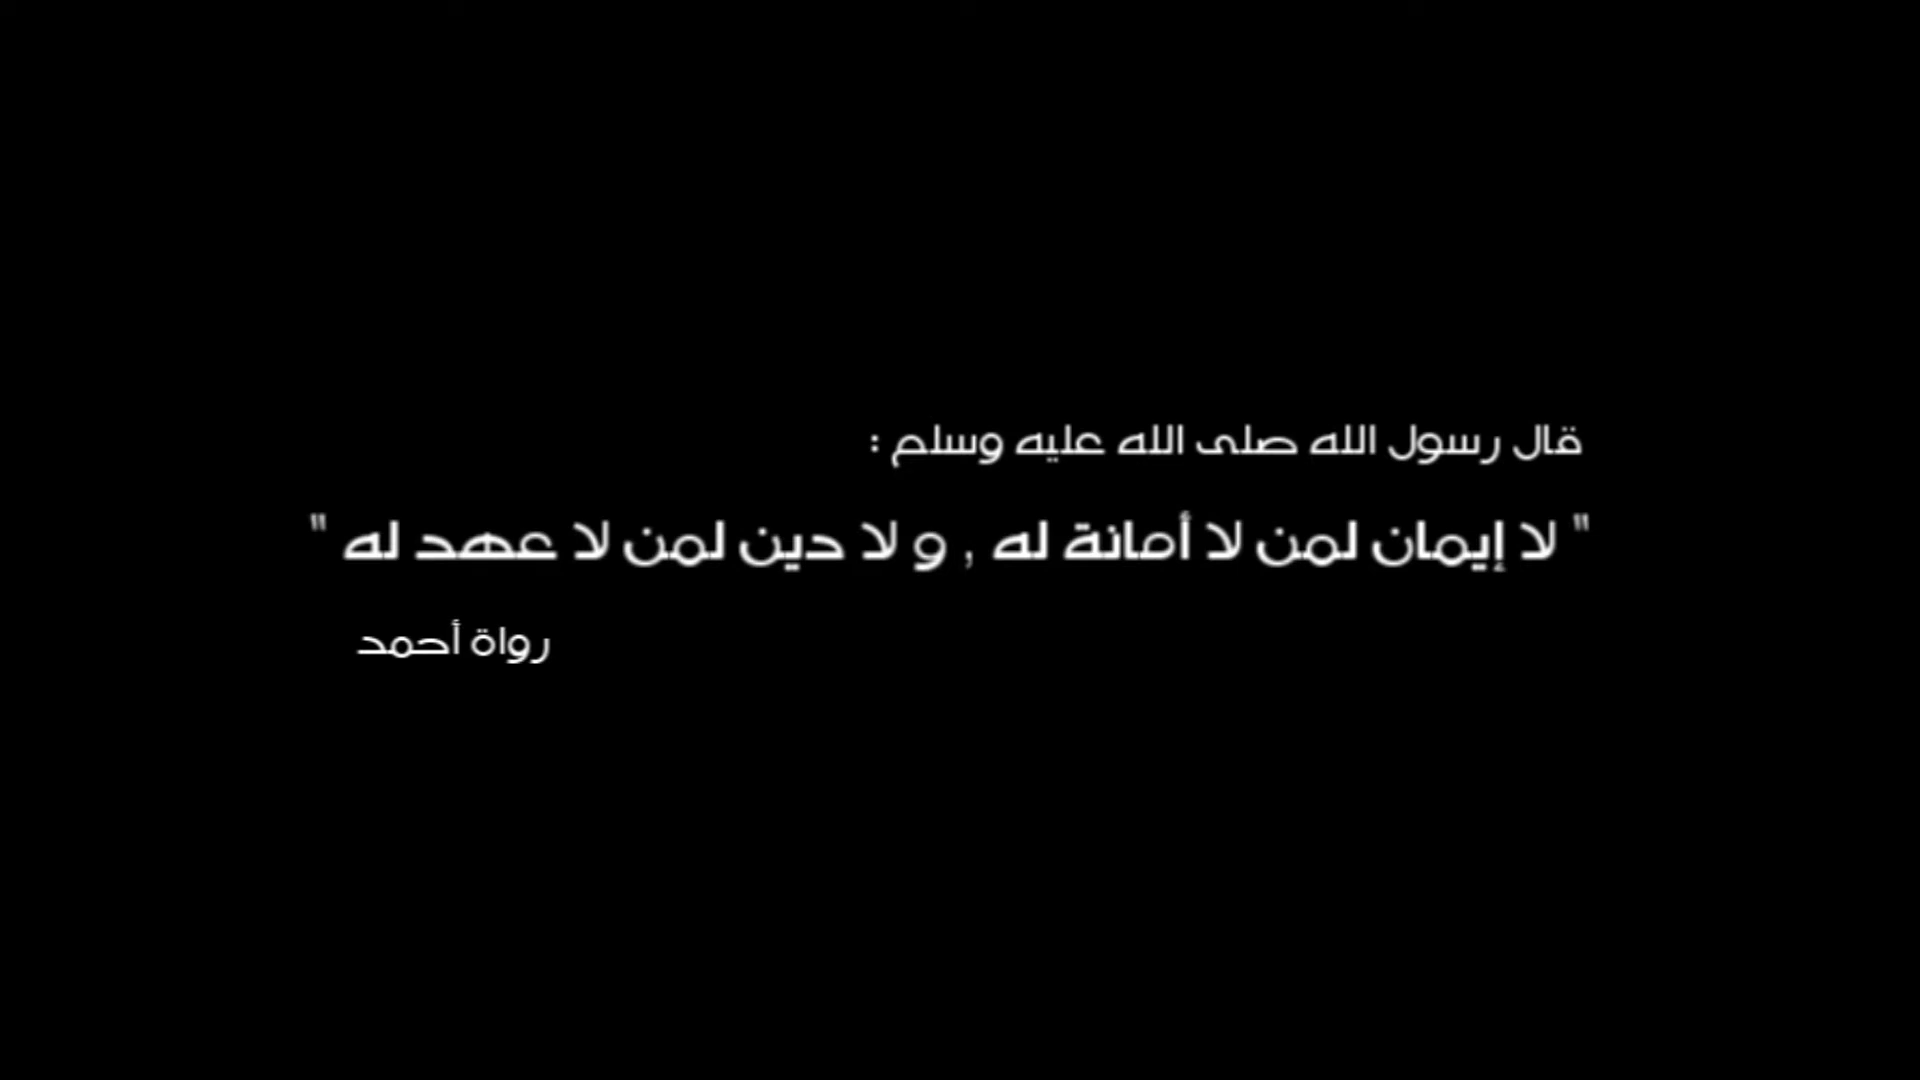 قال رسول الله صلى الله عليه وسلم :
" لا إيمان لمن لا أمانة له , و لا دين لمن لا عهد له "
رواة أحمد